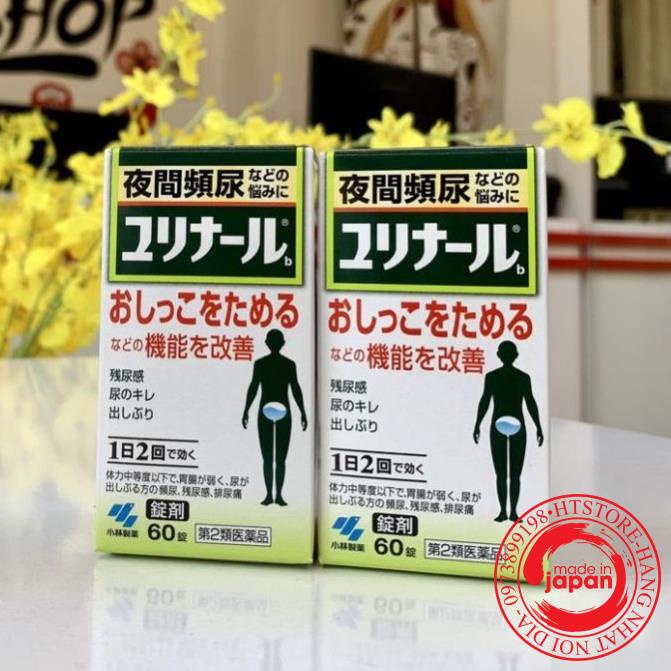 SHOP
夜間頻尿などの悩みに
ユリナール®b
おしっこをためる
などの機能を改善
残尿感
尿のキレ
出しぶり
1日2回で効く
体力中等度以下で、胃腸が弱く、尿が
出しぶる方の頻尿、残尿感、排尿痛
小林製薬
錠剤
60錠
第2類医薬品
夜間頻尿などの悩みに
ユリナール®b
おしっこをためる
などの機能を改善
残尿感
尿のキレ
出しぶり
1日2回で効く
体力中等度以下で、胃腸が弱く、尿が
出しぶる方の頻尿、残尿感、排尿痛
小林製薬
錠剤
60錠
第2類医薬品
0973899198•HTSTORE-HANG NHAT NOI DIA-
made in
japan